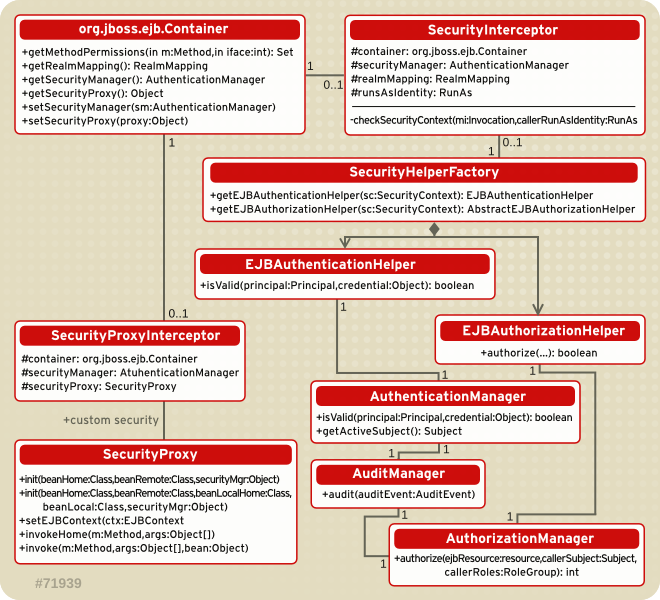 org.jboss.ejb.Container
+getMethodPermissions(in m:Method,in iface:int): Set
+getRealmMapping(): RealmMapping
+getSecurityManager(): AuthenticationManager
+getSecurityProxy(): Object
+setSecurityManager(sm:AuthenticationManager)
+setSecurityProxy(proxy:Object)
1
0..1
SecurityInterceptor
#container: org.jboss.ejb.Container
#securityManager: AuthenticationManager
#realmMapping: RealmMapping
#runsAsIdentity: RunAs
-checkSecurityContext(mi:Invocation,callerRunAsIdentity:RunAs
0..1
1
1
SecurityHelperFactory
+getEJBAuthenticationHelper(sc:SecurityContext): EJBAuthenticationHelper
+getEJBAuthorizationHelper(sc:SecurityContext): AbstractEJBAuthorizationHelper
EJBAuthenticationHelper
+isValid(principal:Principal,credential:Object): boolean
1
0..1
EJBAuthorizationHelper
+authorize(...): boolean
1
SecurityProxyInterceptor
#container: org.jboss.ejb.Container
#securityManager: AtuhenticationManager
#securityProxy: SecurityProxy
1
AuthenticationManager
+isValid(principal:Principal,credential:Object): boolean
+getActiveSubject(): Subject
+custom security
1
1
SecurityProxy
+init(beanHome:Class,beanRemote:Class,securityMgr:Object)
+init(beanHome:Class,beanRemote:Class,beanLocalHome:Class,
beanLocal:Class,securityMgr:Object)
+setEJBContext(ctx:EJBContext
+invokeHome(m:Method,args:Object[])
+invoke(m:Method,args:Object[],bean:Object)
AuditManager
+audit(auditEvent:AuditEvent)
1
1
1
AuthorizationManager
+authorize(ejbResource:resource,callerSubject:Subject,
callerRoles:RoleGroup): int
#71939